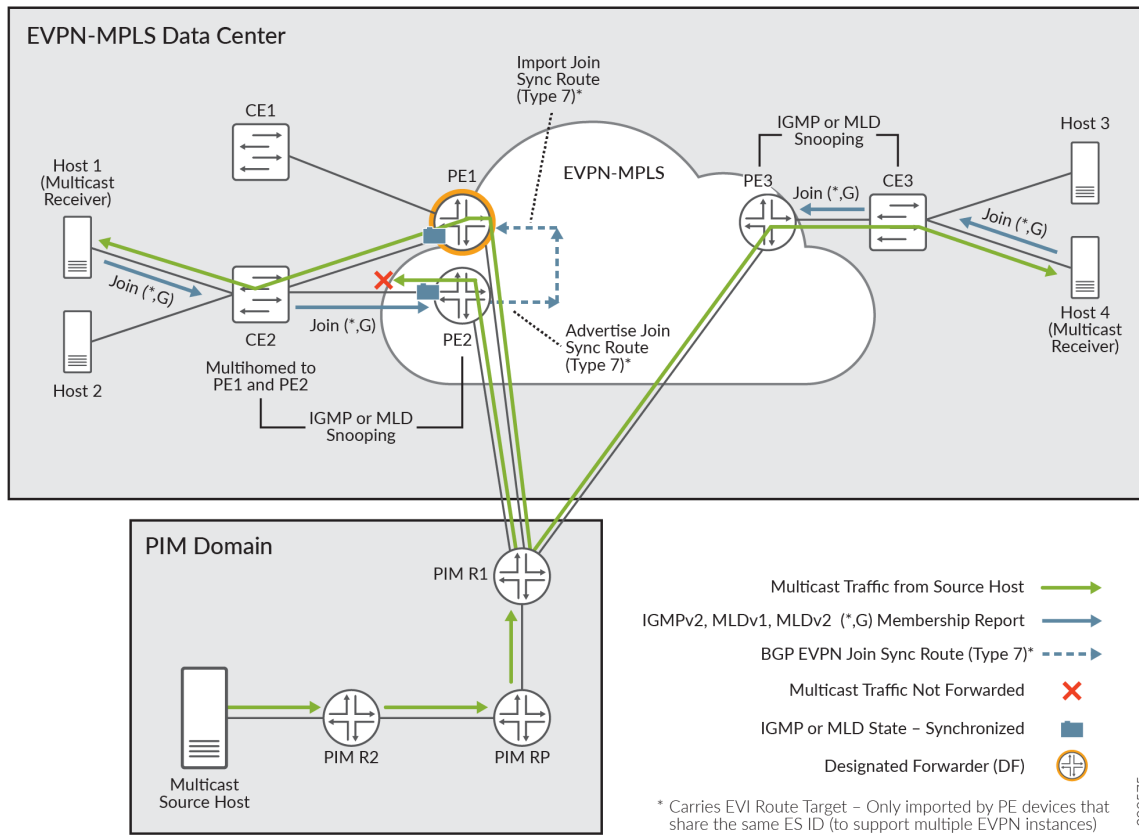 EVPN-MPLS Data Center
Import Join
Sync Route
(Type 7)*
CE1
IGMP or MLD
Snooping
Host 3
Host 1
(Multicast
Receiver)
PE1
EVPN-MPLS
PE3
CE3
Join (*,G)
Join (*,G)
Join (*,G)
Join (*,G)
CE2
PE2
Advertise Join
Sync Route
(Type 7)*
Host 4
(Multicast
Receiver)
Host 2
Multihomed to
PE1 and PE2
IGMP or MLD
Snooping
PIM Domain
PIM R1
PIM R2
PIM RP
Multicast
Source Host
Multicast Traffic from Source Host
IGMPv2, MLDv1, MLDv2 (*,G) Membership Report
BGP EVPN Join Sync Route (Type 7)*
Multicast Traffic Not Forwarded
IGMP or MLD State – Synchronized
Designated Forwarder (DF)
* Carries EVI Route Target – Only imported by PE devices that
share the same ES ID (to support multiple EVPN instances)